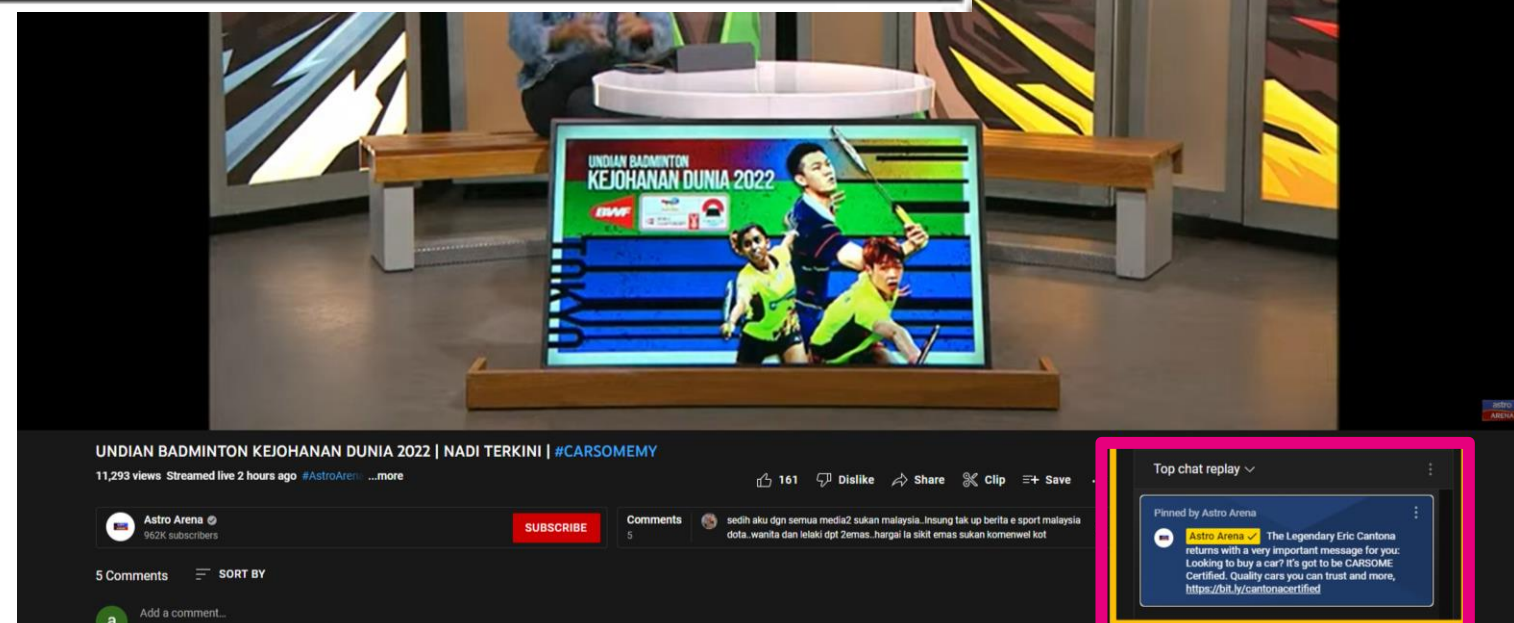 UNDIAN BADMINTON
KEJOHANAN DUNIA 2022
BWF
TOKYO
astro
ARENA
UNDIAN BADMINTON KEJOHANAN DUNIA 2022 | NADI TERKINI | #CARSOMEMY
11,293 views Streamed live 2 hours ago #AstroArena ...more
161 Dislike Share Clip Save
Astro Arena
962K subscribers
SUBSCRIBE
Comments
5
sedih aku dgn semua media2 sukan malaysia..Insung tak up berita e sport malaysia
dota..wanita dan lelaki dpt 2emas..hargai la sikit emas sukan komenwel kot
5 Comments SORT BY
a
Add a comment...
Top chat replay
Pinned by Astro Arena
Astro Arena The Legendary Eric Cantona
returns with a very important message for you:
Looking to buy a car? It's got to be CARSOME
Certified. Quality cars you can trust and more,
https://bit.ly/cantonacertified